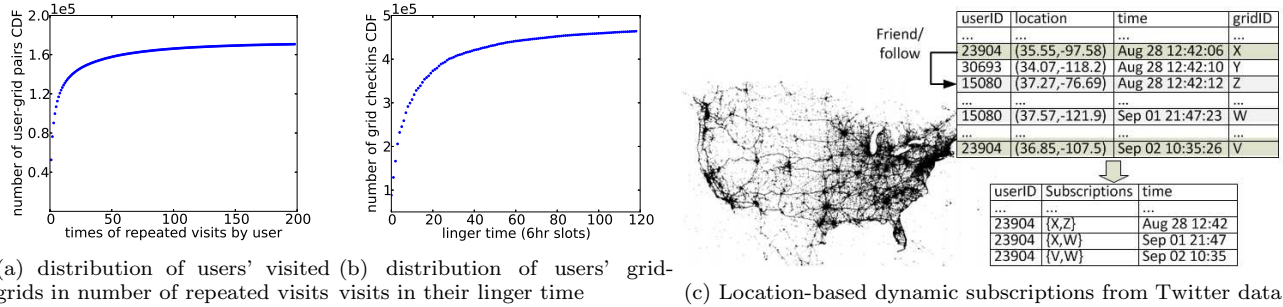 2.0 1e5
1.6
1.2
0.8
0.4
number of user-grid pairs CDF
0 50 100 150 200
times of repeated visits by user
5 1e5
4
3
2
1
number of grid checkins CDF
0 20 40 60 80 100 120
linger time (6hr slots)
Friend/
follow
userID location time gridID
... ... ... ...
23904 (35.55,-97.58) Aug 28 12:42:06 X
30693 (34.07,-118.2) Aug 28 12:42:10 Y
15080 (37.27,-76.69) Aug 28 12:42:12 Z
... ... ... ...
15080 (37.57,-121.9) Sep 01 21:47:23 W
... ... ... ...
23904 (36.85,-107.5) Sep 02 10:35:26 V
userID Subscriptions time
... ... ...
23904 {X,Z} Aug 28 12:42
23904 {X,W} Sep 01 21:47
23904 {V,W} Sep 02 10:35
(a) distribution of users' visited
grids in number of repeated visits
(b) distribution of users' grid-
visits in their linger time
(c) Location-based dynamic subscriptions from Twitter data